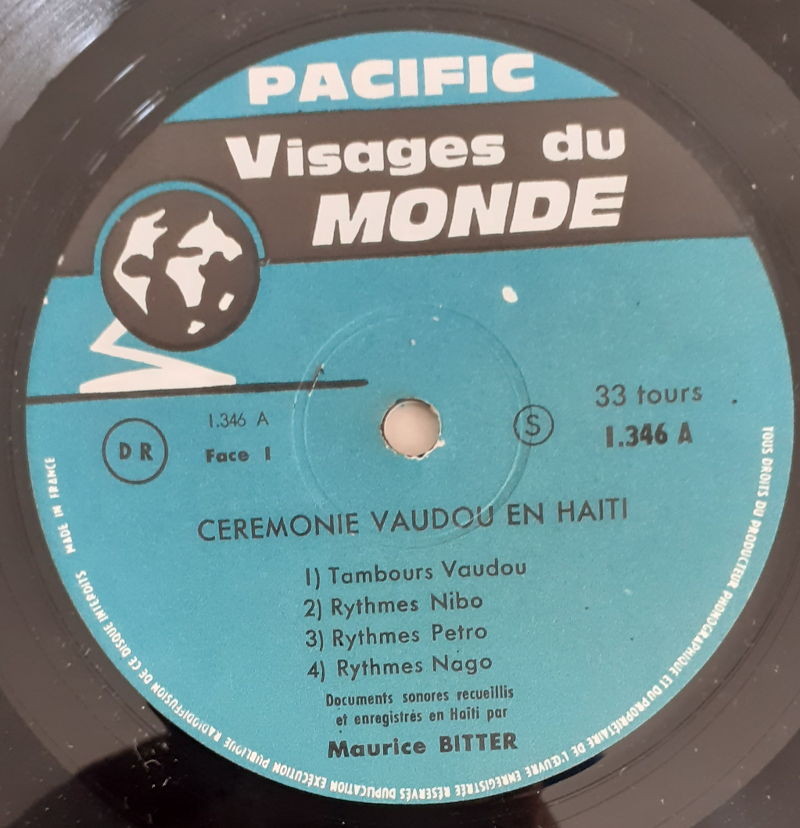 PACIFIC
Visages du
MONDE
33 tours
1.346 A
S
1.346 A
Face 1
D R
CEREMONIE VAUDOU EN HAITI
1) Tambours Vaudou
2) Rythmes Nibo
3) Rythmes Petro
4) Rythmes Nago
Documents sonores recueillis
et enregistrés en Haïti par
Maurice BITTER
TOUS DROITS DU PRODUCTEUR PHONOGRAPHIQUE ET DU PROPRIÉTAIRE DE L'ŒUVRE ENREGISTRÉE RÉSERVÉS DUPLICATION EXÉCUTION PUBLIQUE RADIODIFFUSION DE CE DISQUE INTERDITS MADE IN FRANCE